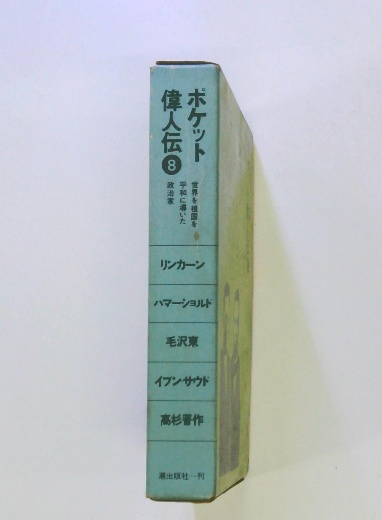 ポケット
偉人伝8
世界を祖国を
平和に導いた
政治家
リンカーン
ハマーショルド
毛沢東
イブン・サウド
高杉晋作
潮出版社—刊